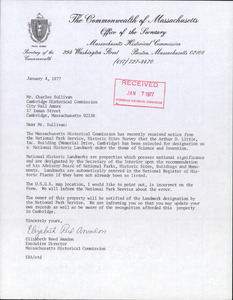 The Commonwealth of Massachusetts
Office of the Secretary
Massachusetts Historical Commission
294 Washington Street Boston, Massachusetts 02108
(617) 727-8470
Secretary of the
Commonwealth
January 4, 1977
RECEIVED
JAN 7 1977
CAMBRIDGE HISTORICAL COMMISSION
Mr. Charles Sullivan
Cambridge Historical Commission
City Hall Annex
57 Inman Street
Cambridge, Massachusetts 02138
Dear Mr. Sullivan:
The Massachusetts Historical Commission has recently received notice from
the National Park Service, Historic Sites Survey that the Arthur D. Little,
Inc. Building (Memorial Drive, Cambridge) has been selected for designation as
a National Historic Landmark under the theme of Science and Invention.
National Historic Landmarks are properties which possess national significance
and are designated by the Secretary of the Interior upon the recommendation of
his Advisory Board of National Parks, Historic Sites, Buildings and Monu-
ments. Landmarks are automatically entered in the National Register of His-
toric Places if they have not already been so listed.
The U.S.G.S. map location, I would like to point out, is incorrect on the form.
We will inform the National Park Service about the error.
The owner of this property will be notified of the Landmark designation by
the National Park Service. We are informing you so that you may update your
own records as well as be aware of the recognition afforded this property in
Cambridge.
Sincerely yours,
Elizabeth Reed Amadon
Elizabeth Reed Amadon
Executive Director
Massachusetts Historical Commission